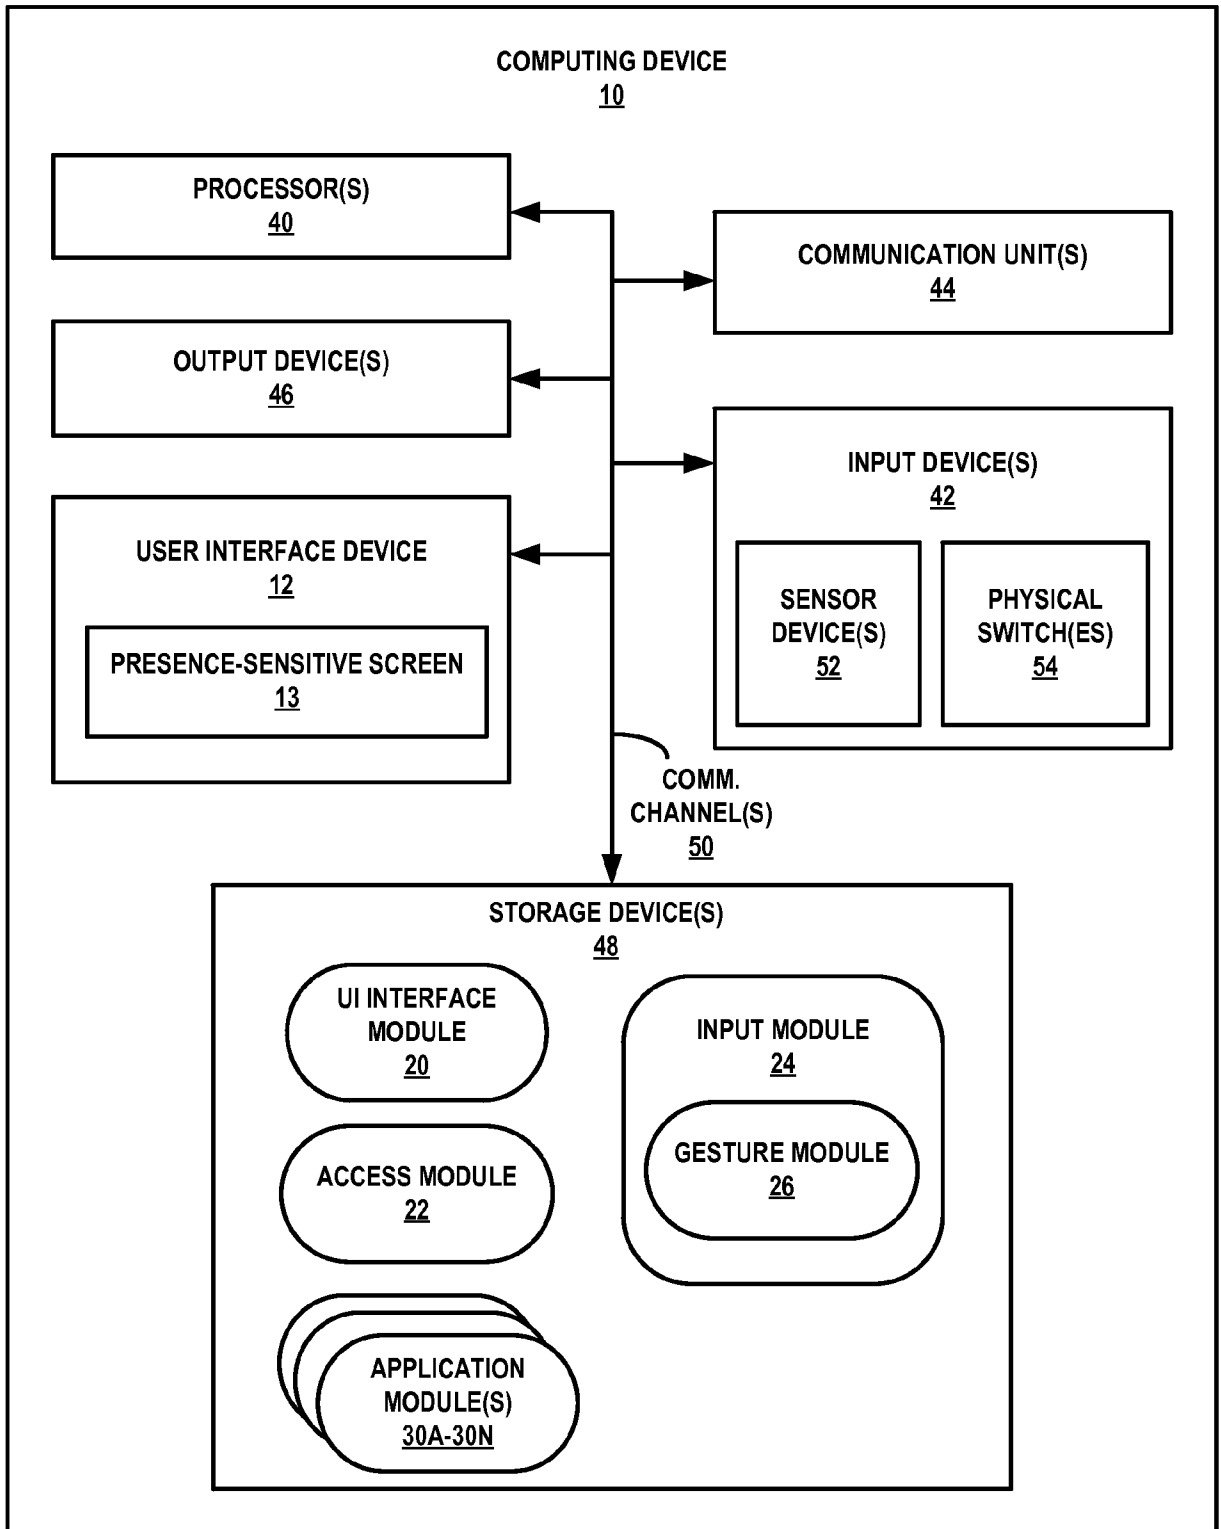 COMPUTING DEVICE
10
PROCESSOR(S)
40
COMMUNICATION UNIT(S)
44
OUTPUT DEVICE(S)
46
INPUT DEVICE(S)
42
USER INTERFACE DEVICE
12
SENSOR
DEVICE(S)
52
PHYSICAL
SWITCH(ES)
54
PRESENCE-SENSITIVE SCREEN
13
COMM.
CHANNEL(S)
50
STORAGE DEVICE(S)
48
UI INTERFACE
MODULE
20
INPUT MODULE
24
ACCESS MODULE
22
GESTURE MODULE
26
APPLICATION
MODULE(S)
30A-30N